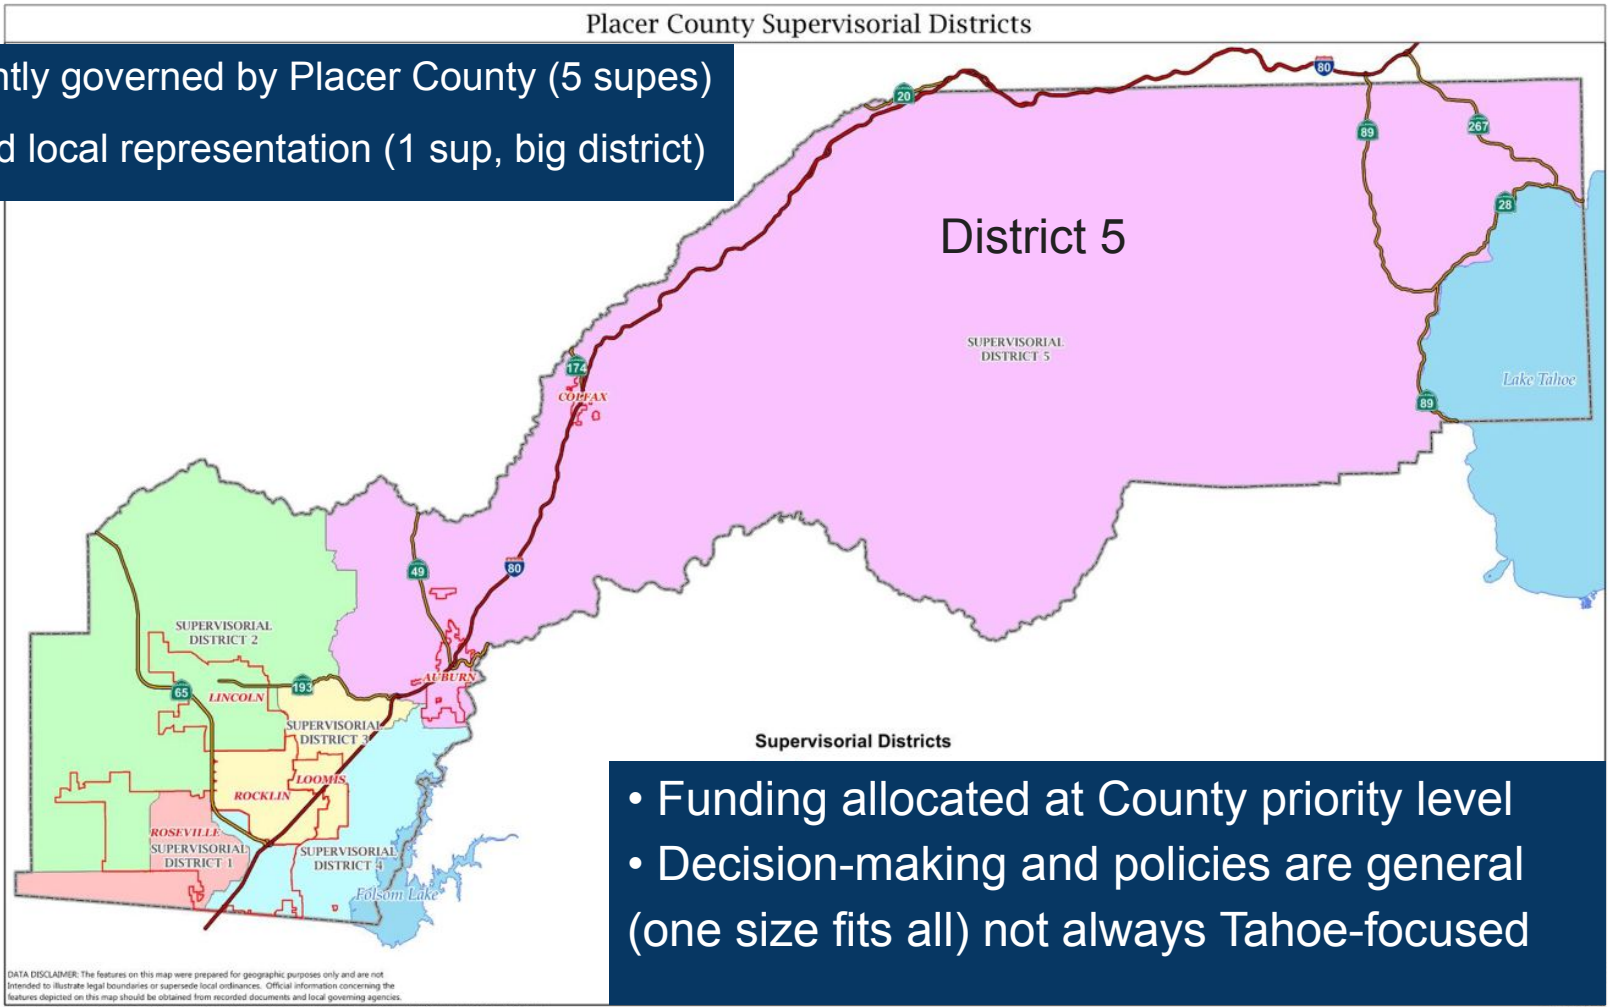 Placer County Supervisorial Districts
ntly governed by Placer County (5 supes)
d local representation (1 sup, big district)
80
20
89
267
28
District 5
SUPERVISORIAL
DISTRICT 5
174
COLFAX
Lake Tahoe
89
49
80
SUPERVISORIAL
DISTRICT 2
AUBURN
65
LINCOLN
193
SUPERVISORIAL
DISTRICT 3
Supervisorial Districts
LOOMIS
ROCKLIN
ROSEVILLE
SUPERVISORIAL
DISTRICT 1
SUPERVISORIAL
DISTRICT 4
Folsom Lake
• Funding allocated at County priority level
• Decision-making and policies are general
(one size fits all) not always Tahoe-focused
DATA DISCLAIMER: The features on this map were prepared for geographic purposes only and are not
Intended to illustrate legal boundaries or supersede local ordinances. Official information concerning the
features depicted on this map should be obtained from recorded documents and local governing agencies.